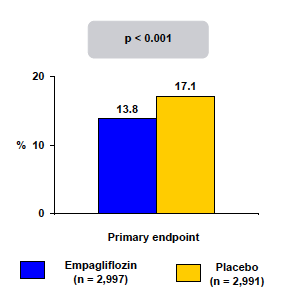 p < 0.001
20
17.1
13.8
% 10
0
Primary endpoint
Empagliflozin
(n = 2,997)
Placebo
(n = 2,991)